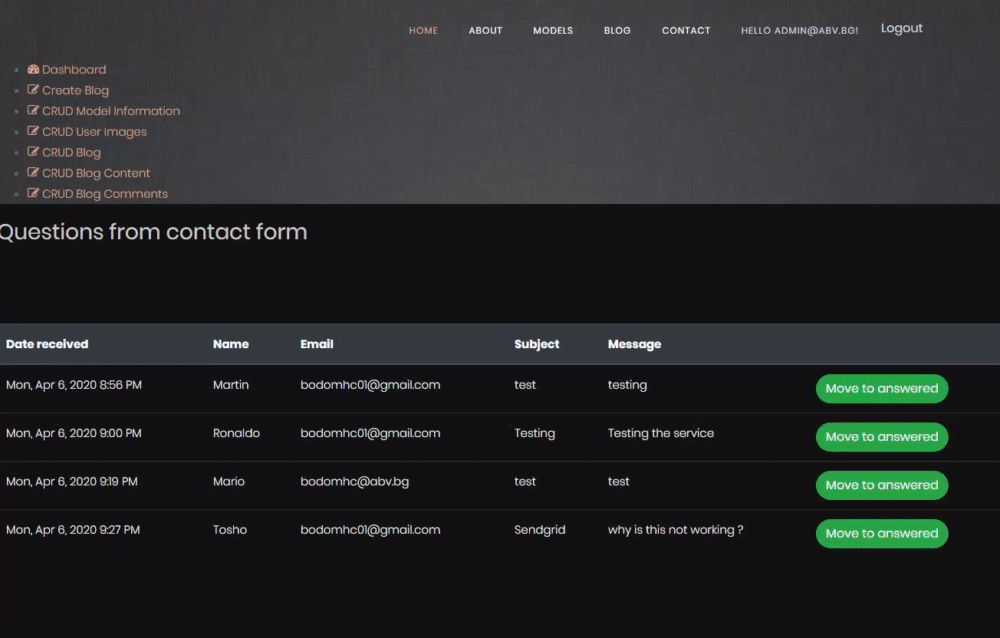 HOME ABOUT MODELS BLOG CONTACT HELLO ADMIN@ABV.BG! Logout
Dashboard
Create Blog
CRUD Model Information
CRUD User Images
CRUD Blog
CRUD Blog Content
CRUD Blog Comments
Questions from contact form
Date received Name Email Subject Message
Mon, Apr 6, 2020 8:56 PM Martin bodomhc01@gmail.com test testing Move to answered
Mon, Apr 6, 2020 9:00 PM Ronaldo bodomhc01@gmail.com Testing Testing the service Move to answered
Mon, Apr 6, 2020 9:19 PM Mario bodomhc@abv.bg test test Move to answered
Mon, Apr 6, 2020 9:27 PM Tosho bodomhc01@gmail.com Sendgrid why is this not working ? Move to answered